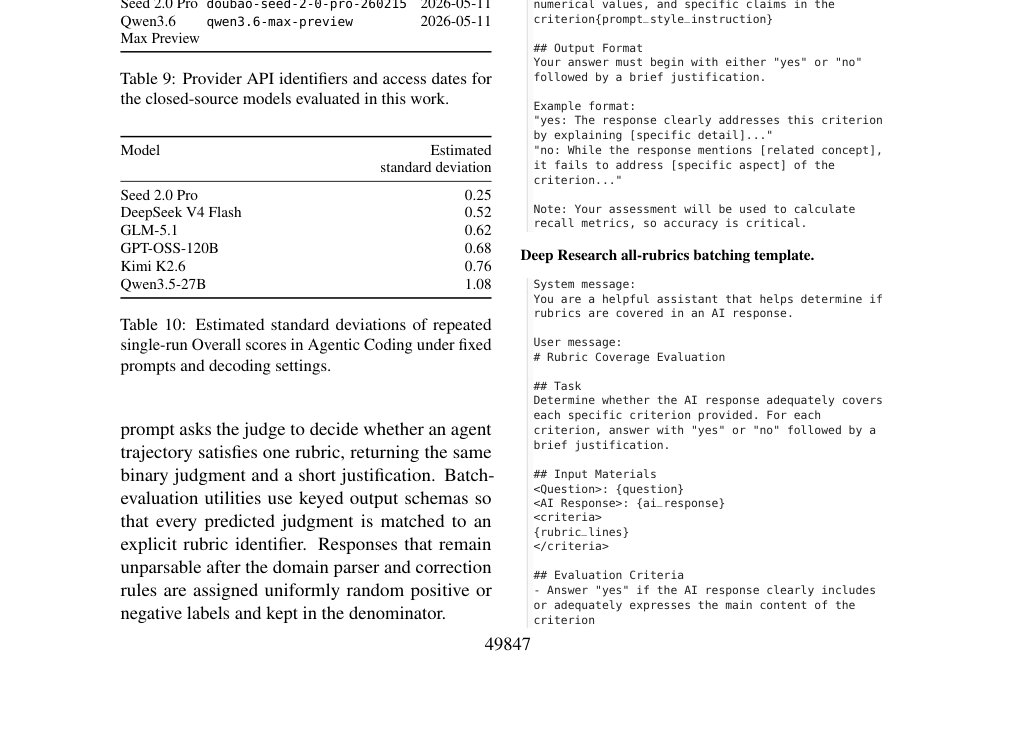 Seed 2.0 Pro doubao-seed-2-0-pro-260215 2026-05-11
Qwen3.6 qwen3.6-max-preview 2026-05-11
Max Preview
Table 9: Provider API identifiers and access dates for
the closed-source models evaluated in this work.
Model Estimated
standard deviation
Seed 2.0 Pro 0.25
DeepSeek V4 Flash 0.52
GLM-5.1 0.62
GPT-OSS-120B 0.68
Kimi K2.6 0.76
Qwen3.5-27B 1.08
Table 10: Estimated standard deviations of repeated
single-run Overall scores in Agentic Coding under fixed
prompts and decoding settings.
prompt asks the judge to decide whether an agent
trajectory satisfies one rubric, returning the same
binary judgment and a short justification. Batch-
evaluation utilities use keyed output schemas so
that every predicted judgment is matched to an
explicit rubric identifier. Responses that remain
unparsable after the domain parser and correction
rules are assigned uniformly random positive or
negative labels and kept in the denominator.
numerical values, and specific claims in the
criterion{prompt_style_instruction}
## Output Format
Your answer must begin with either "yes" or "no"
followed by a brief justification.
Example format:
"yes: The response clearly addresses this criterion
by explaining [specific detail]..."
"no: While the response mentions [related concept],
it fails to address [specific aspect] of the
criterion..."
Note: Your assessment will be used to calculate
recall metrics, so accuracy is critical.
Deep Research all-rubrics batching template.
System message:
You are a helpful assistant that helps determine if
rubrics are covered in an AI response.
User message:
# Rubric Coverage Evaluation
## Task
Determine whether the AI response adequately covers
each specific criterion provided. For each
criterion, answer with "yes" or "no" followed by a
brief justification.
## Input Materials
<Question>: {question}
<AI Response>: {ai_response}
<criteria>
{rubric_lines}
</criteria>
## Evaluation Criteria
- Answer "yes" if the AI response clearly includes
or adequately expresses the main content of the
criterion
49847